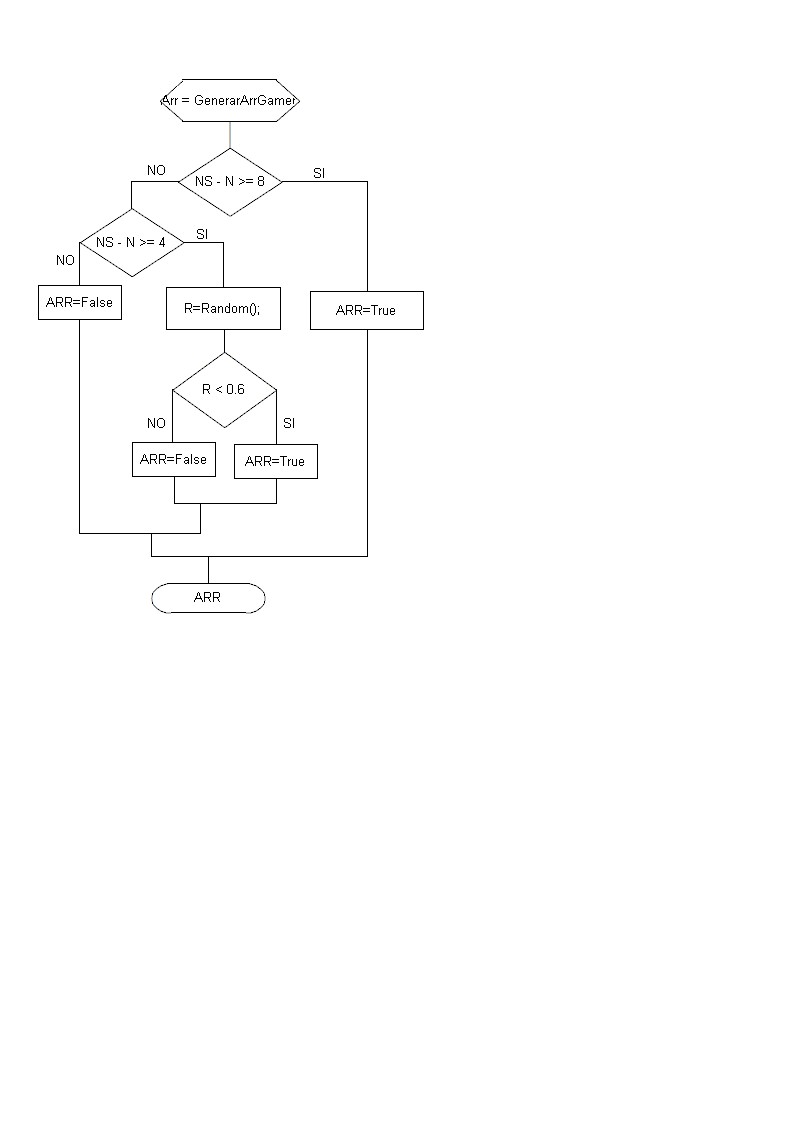 Arr = GenerarArrGamer
NO
SI
NS - N >= 8
NS - N >= 4
SI
NO
ARR=False
R=Random();
ARR=True
R < 0.6
NO
SI
ARR=False
ARR=True
ARR